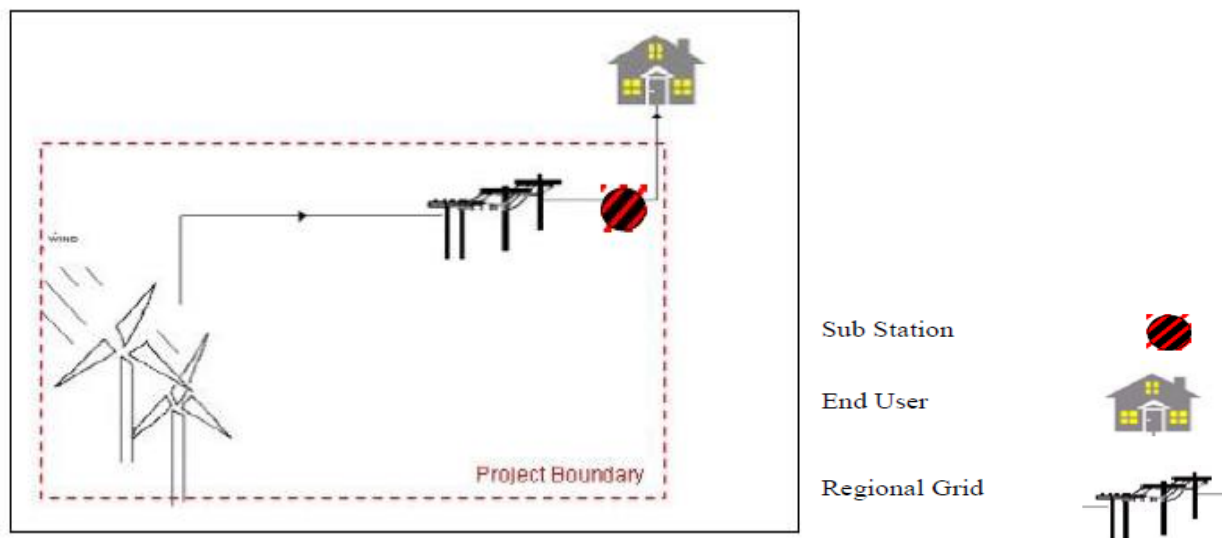 WIND
Project Boundary
Sub Station
End User
Regional Grid